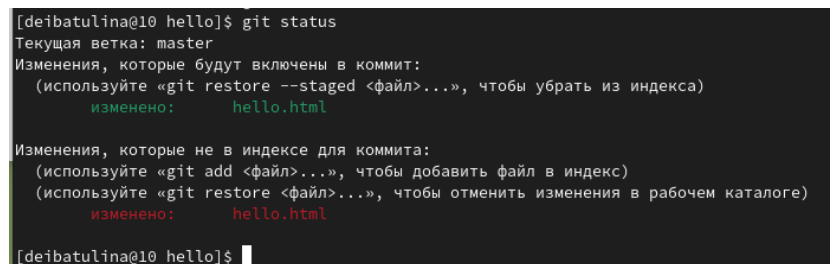 [deibatulina@10 hello]$ git status
Текущая ветка: master
Изменения, которые будут включены в коммит:
  (используйте «git restore --staged <файл>...», чтобы убрать из индекса)
        изменено:      hello.html

Изменения, которые не в индексе для коммита:
  (используйте «git add <файл>...», чтобы добавить файл в индекс)
  (используйте «git restore <файл>...», чтобы отменить изменения в рабочем каталоге)
        изменено:      hello.html

[deibatulina@10 hello]$